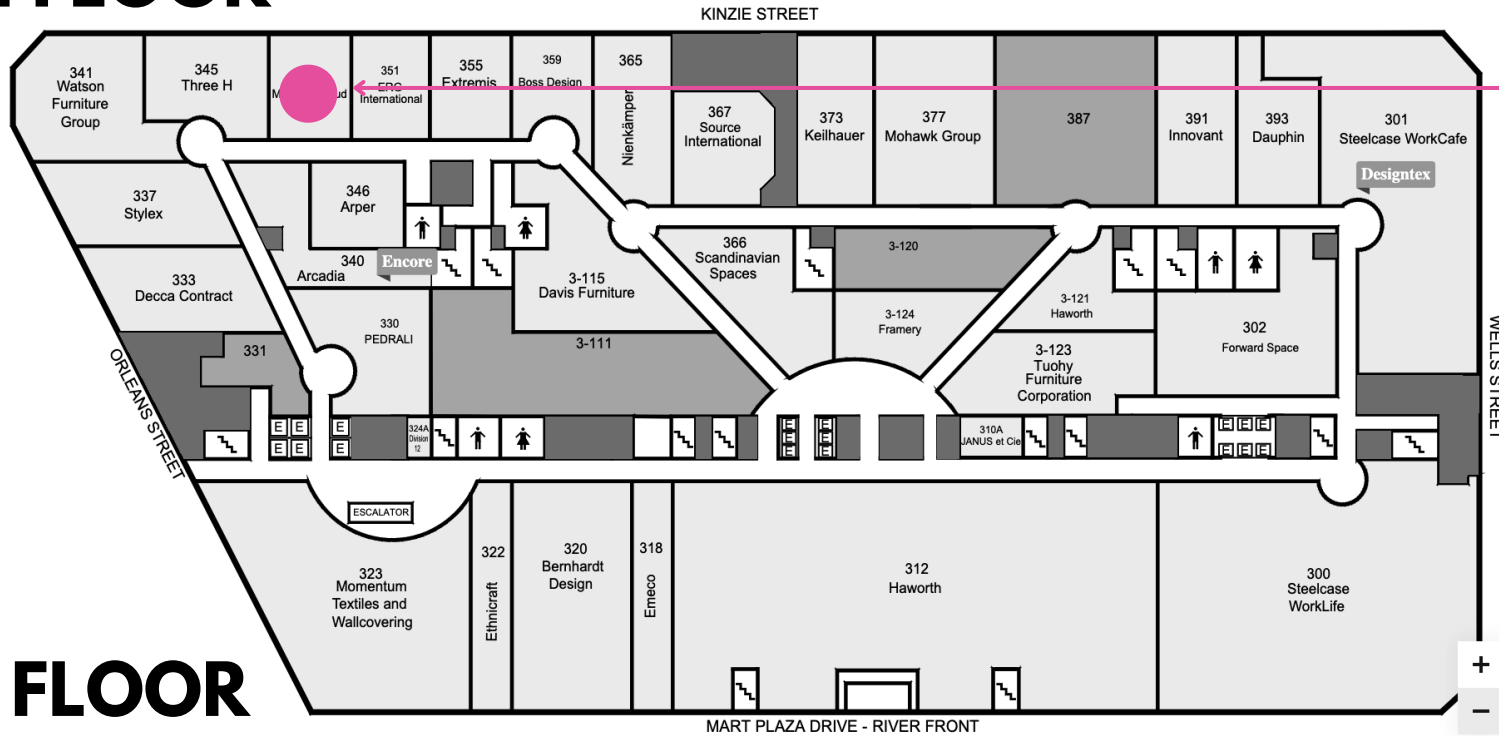 KINZIE STREET
341
Watson
Furniture
Group
345
Three H
351
ERG
International
355
Extremis
359
Boss Design
365
Nienkämper
367
Source
International
373
Keilhauer
377
Mohawk Group
387
391
Innovant
393
Dauphin
301
Steelcase WorkCafe
Designtex
337
Stylex
346
Arper
340
Arcadia
Encore
333
Decca Contract
3-115
Davis Furniture
366
Scandinavian
Spaces
3-120
3-124
Framery
3-121
Haworth
302
Forward Space
330
PEDRALI
331
3-111
3-123
Tuohy
Furniture
Corporation
ORLEANS STREET
WELLS STREET
E E E
E E E
324A
Division
12
E E
E E
E E
310A
JANUS et Cie
E E E
E E E
ESCALATOR
323
Momentum
Textiles and
Wallcovering
322
Ethnicraft
320
Bernhardt
Design
318
Emeco
312
Haworth
300
Steelcase
WorkLife
FLOOR
+
−
MART PLAZA DRIVE - RIVER FRONT